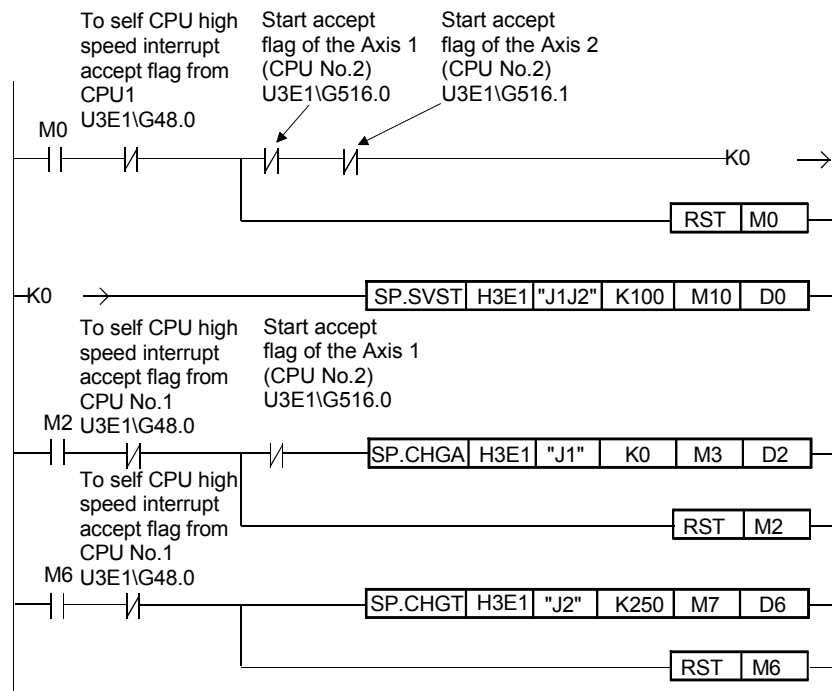 To self CPU high
speed interrupt
accept flag from
CPU1
U3E1\G48.0
Start accept
flag of the Axis 1
(CPU No.2)
U3E1\G516.0
Start accept
flag of the Axis 2
(CPU No.2)
U3E1\G516.1
M0
K0
RST M0
K0
SP.SVST H3E1 "J1J2" K100 M10 D0
To self CPU high
speed interrupt
accept flag from
CPU No.1
U3E1\G48.0
Start accept
flag of the Axis 1
(CPU No.2)
U3E1\G516.0
M2
SP.CHGA H3E1 "J1" K0 M3 D2
RST M2
To self CPU high
speed interrupt
accept flag from
CPU No.1
U3E1\G48.0
M6
SP.CHGT H3E1 "J2" K250 M7 D6
RST M6